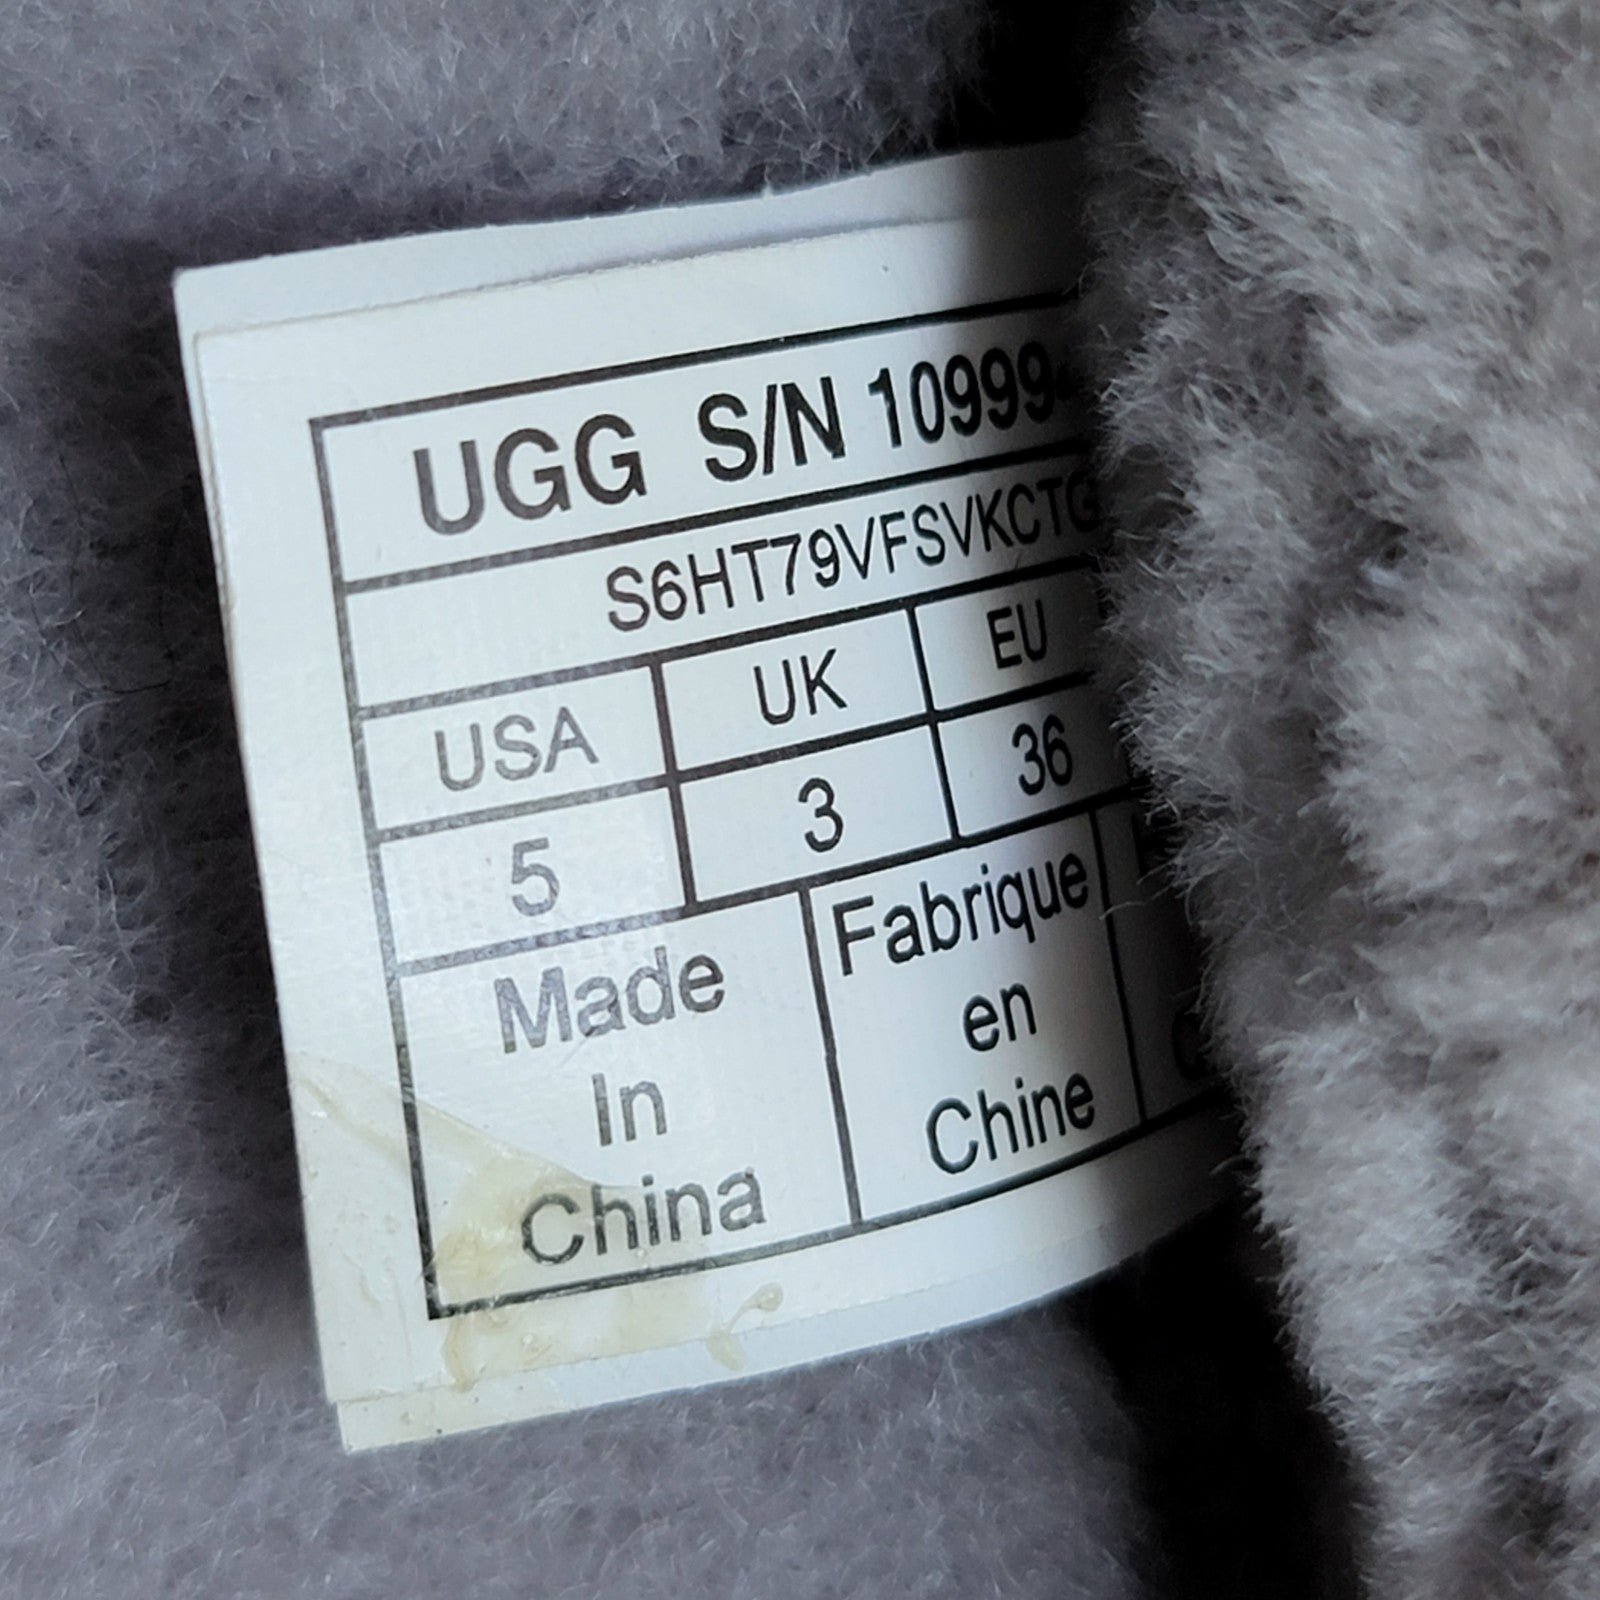 UGG S/N 10999
S6HT79VFSVKCTG
USA UK EU
5 3 36
Made In China
Fabrique en Chine